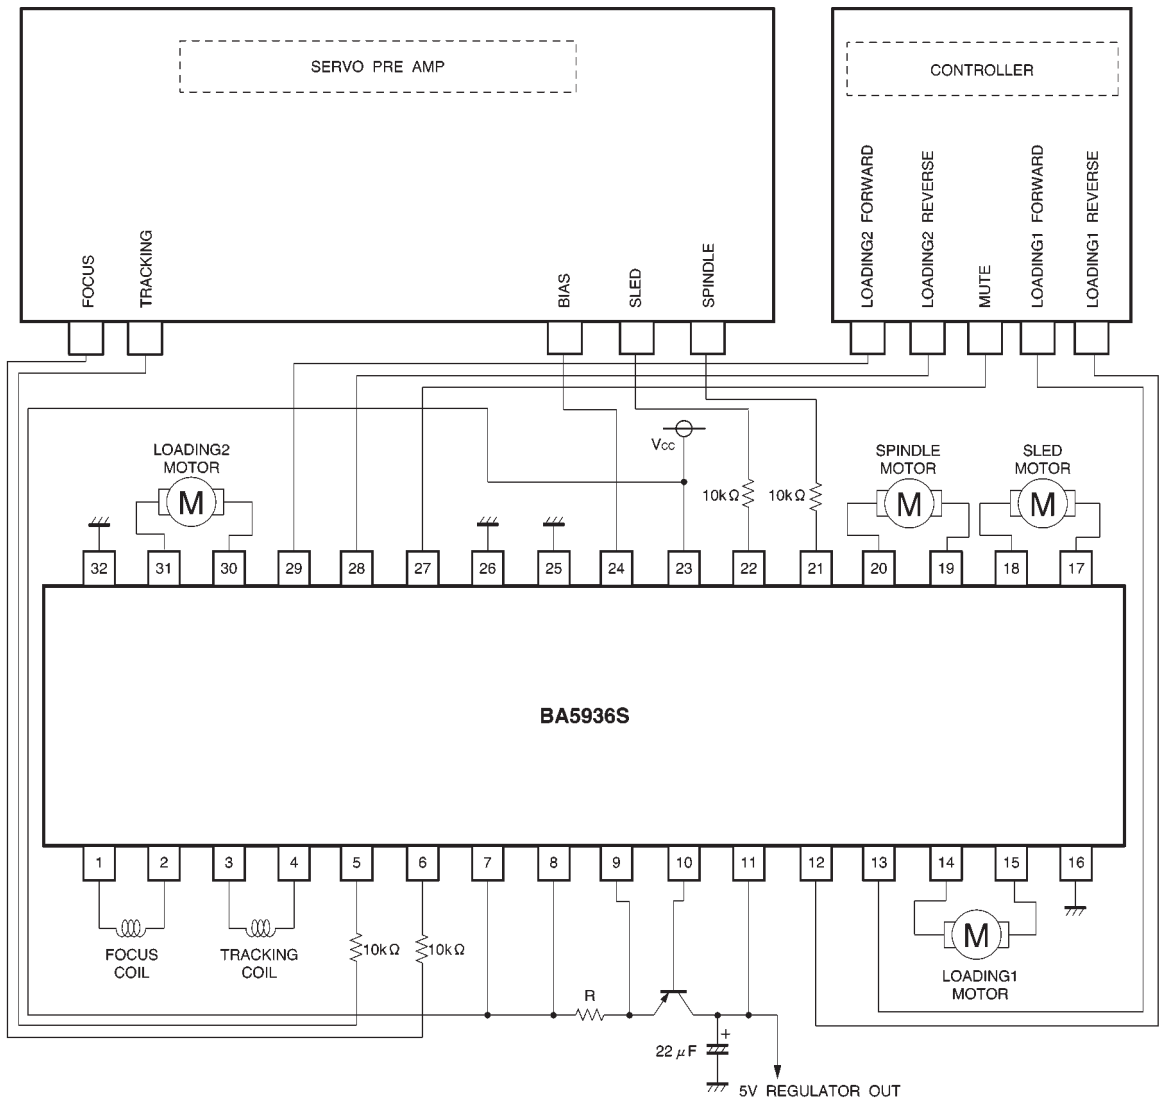 SERVO PRE AMP
CONTROLLER
FOCUS
TRACKING
BIAS
SLED
SPINDLE
LOADING2 FORWARD
LOADING2 REVERSE
MUTE
LOADING1 FORWARD
LOADING1 REVERSE
LOADING2
MOTOR
M
VCC
10kΩ
10kΩ
SPINDLE
MOTOR
M
SLED
MOTOR
M
32
31
30
29
28
27
26
25
24
23
22
21
20
19
18
17
BA5936S
1
2
3
4
5
6
7
8
9
10
11
12
13
14
15
16
FOCUS
COIL
TRACKING
COIL
10kΩ
10kΩ
R
22 μF
+
M
LOADING1
MOTOR
5V REGULATOR OUT